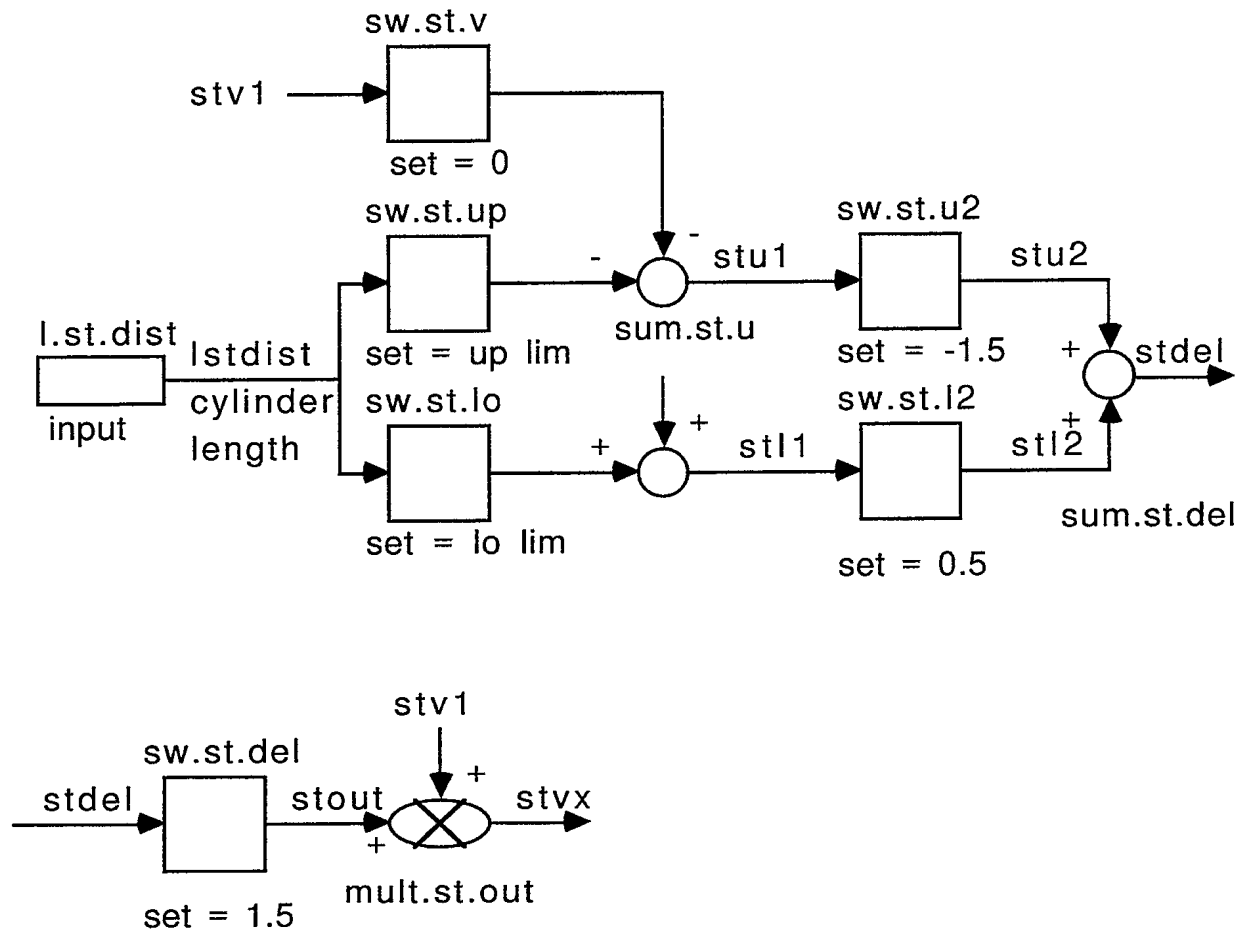 sw.st.v
stv1
set = 0
sw.st.up
sw.st.u2
-
-
stu1
stu2
l.st.dist
lstdist
sum.st.u
set = up lim
set = -1.5
+
stdel
input
cylinder
length
sw.st.lo
sw.st.l2
+
+
+
stl1
stl2
set = lo lim
sum.st.del
set = 0.5
stv1
sw.st.del
+
stdel
stout
stvx
+
mult.st.out
set = 1.5